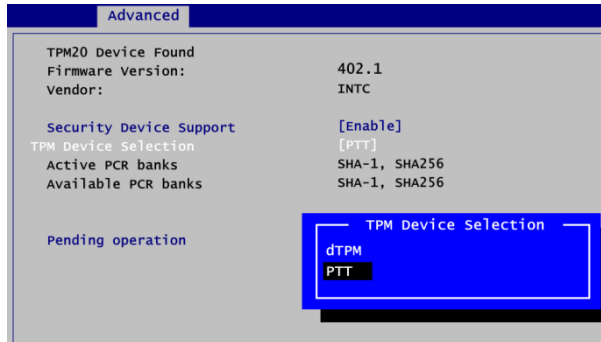 Advanced
TPM20 Device Found
Firmware Version: 402.1
Vendor: INTC
Security Device Support [Enable]
TPM Device Selection [PTT]
Active PCR banks SHA-1, SHA256
Available PCR banks SHA-1, SHA256
Pending operation
TPM Device Selection
dTPM
PTT